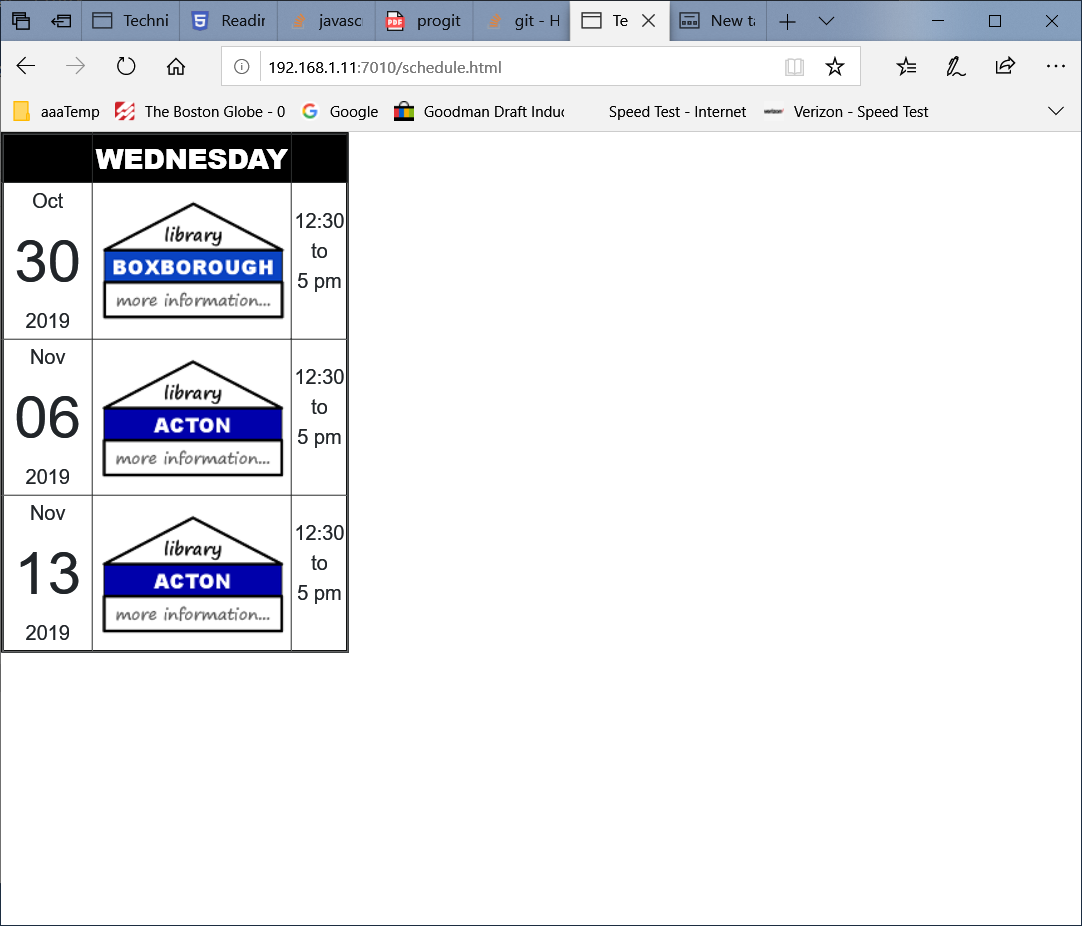 Techni
Readir
javasc
progit
git - H
Te
New ta
192.168.1.11:7010/schedule.html
aaaTemp
The Boston Globe - 0
Google
Goodman Draft Induc
Speed Test - Internet
Verizon - Speed Test
WEDNESDAY
Oct
30
2019
library
BOXBOROUGH
more information...
12:30
to
5 pm
Nov
06
2019
library
ACTON
more information...
12:30
to
5 pm
Nov
13
2019
library
ACTON
more information...
12:30
to
5 pm